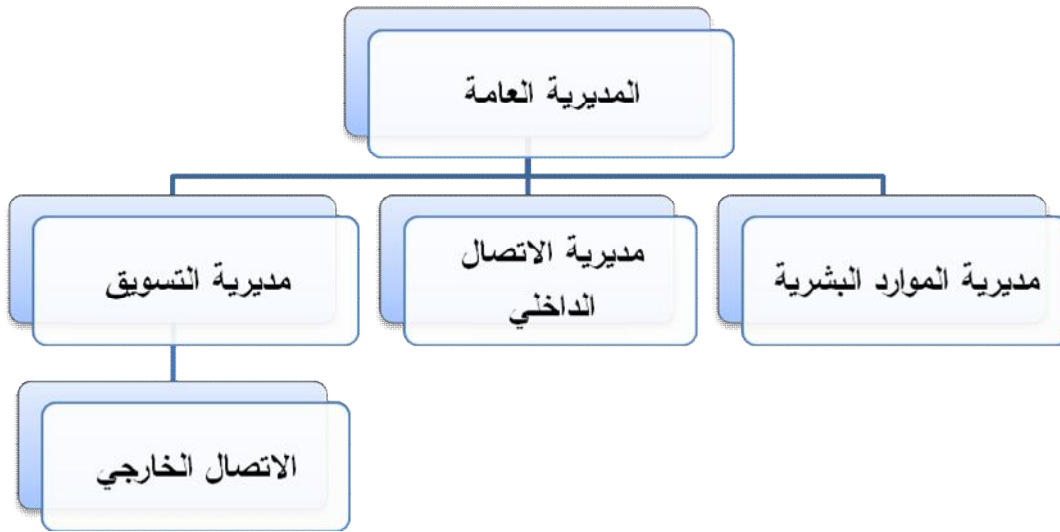 المديرية العامة
مديرية الموارد البشرية
مديرية الاتصال
الداخلي
مديرية التسويق
الاتصال الخارجي